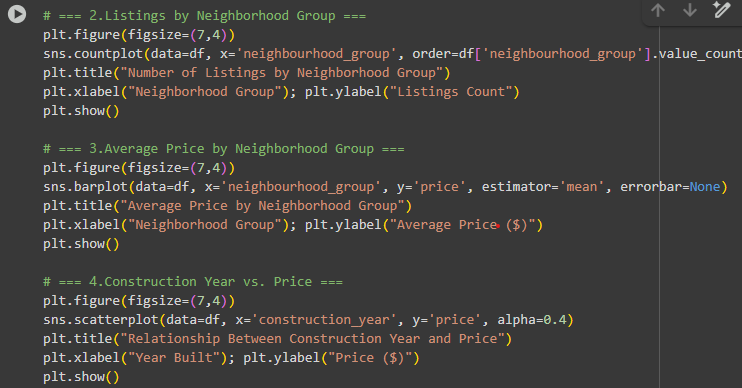 # === 2.Listings by Neighborhood Group ===
plt.figure(figsize=(7,4))
sns.countplot(data=df, x='neighbourhood_group', order=df['neighbourhood_group'].value_count
plt.title("Number of Listings by Neighborhood Group")
plt.xlabel("Neighborhood Group"); plt.ylabel("Listings Count")
plt.show()
# === 3.Average Price by Neighborhood Group ===
plt.figure(figsize=(7,4))
sns.barplot(data=df, x='neighbourhood_group', y='price', estimator='mean', errorbar=None)
plt.title("Average Price by Neighborhood Group")
plt.xlabel("Neighborhood Group"); plt.ylabel("Average Price ($)")
plt.show()
# === 4.Construction Year vs. Price ===
plt.figure(figsize=(7,4))
sns.scatterplot(data=df, x='construction_year', y='price', alpha=0.4)
plt.title("Relationship Between Construction Year and Price")
plt.xlabel("Year Built"); plt.ylabel("Price ($)")
plt.show()